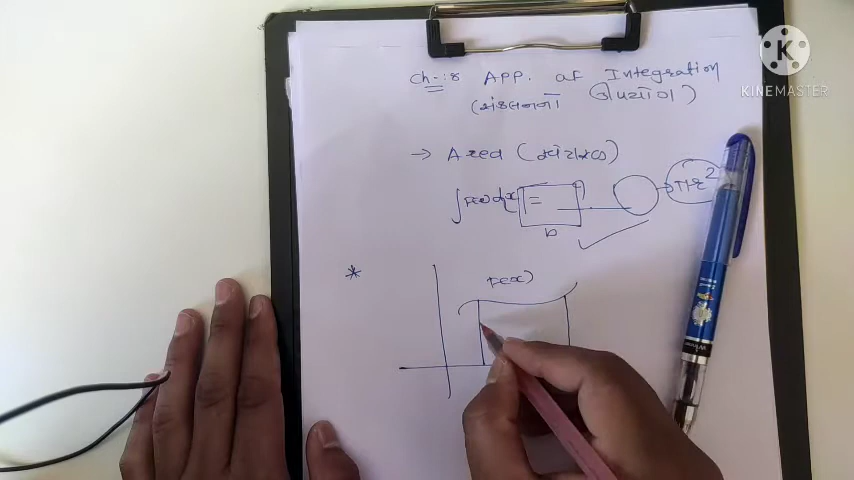 Ch-:8 APP. of Integration
(સંકલનનો ઉપયોગ)
→ Area (ક્ષેત્રફળ)
∫F(x)dx = πr²
b
*
F(x)
K
KINEMASTER